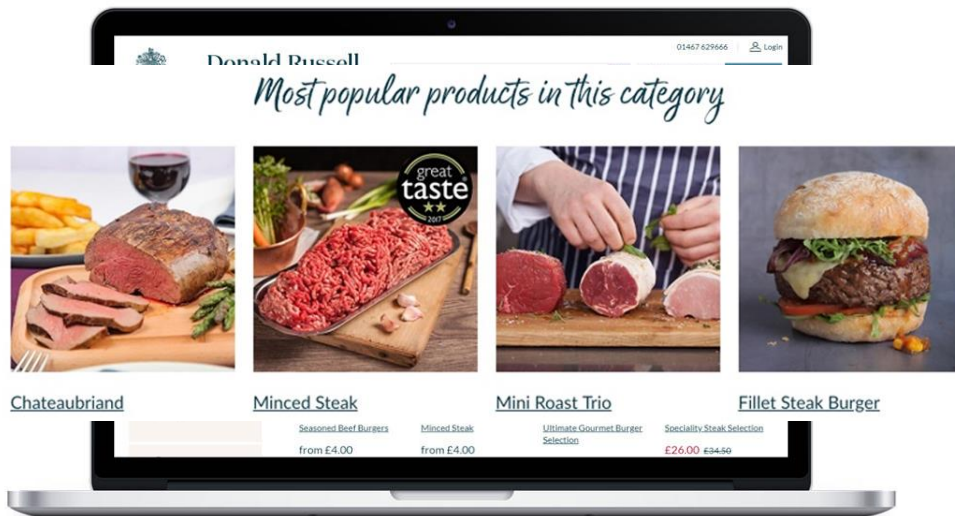 01467 629666
Login
Donald Russell
Most popular products in this category
great
taste
2017
Chateaubriand
Minced Steak
Mini Roast Trio
Fillet Steak Burger
Seasoned Beef Burgers
Minced Steak
Ultimate Gourmet Burger
Selection
Speciality Steak Selection
from £4.00
from £4.00
£26.00 £34.50